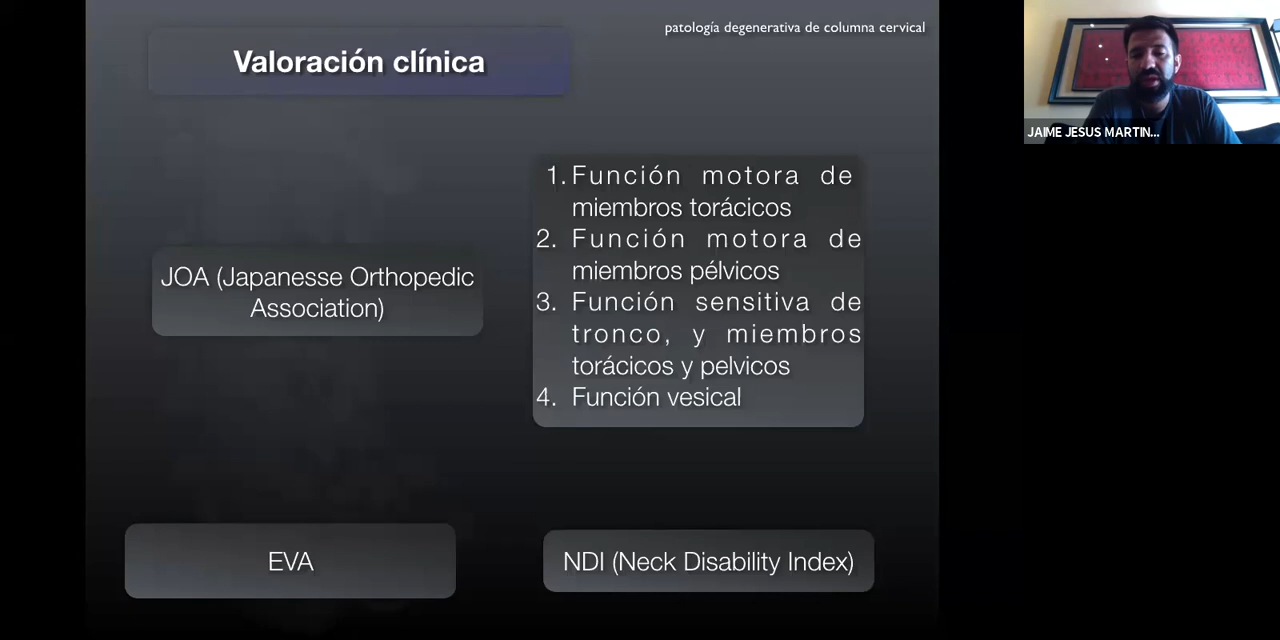 patología degenerativa de columna cervical
Valoración clínica
JOA (Japanesse Orthopedic
Association)
1. Función motora de
miembros torácicos
2. Función motora de
miembros pélvicos
3. Función sensitiva de
tronco, y miembros
torácicos y pelvicos
4. Función vesical
EVA
NDI (Neck Disability Index)
JAIME JESUS MARTIN...